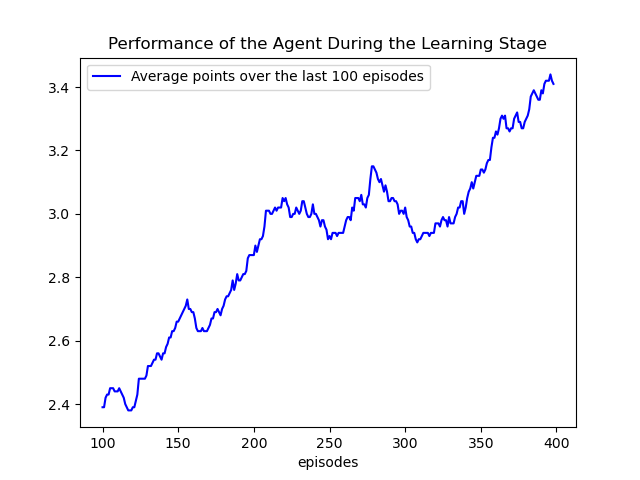 Performance of the Agent During the Learning Stage
Average points over the last 100 episodes
3.4
3.2
3.0
2.8
2.6
2.4
100 150 200 250 300 350 400
episodes